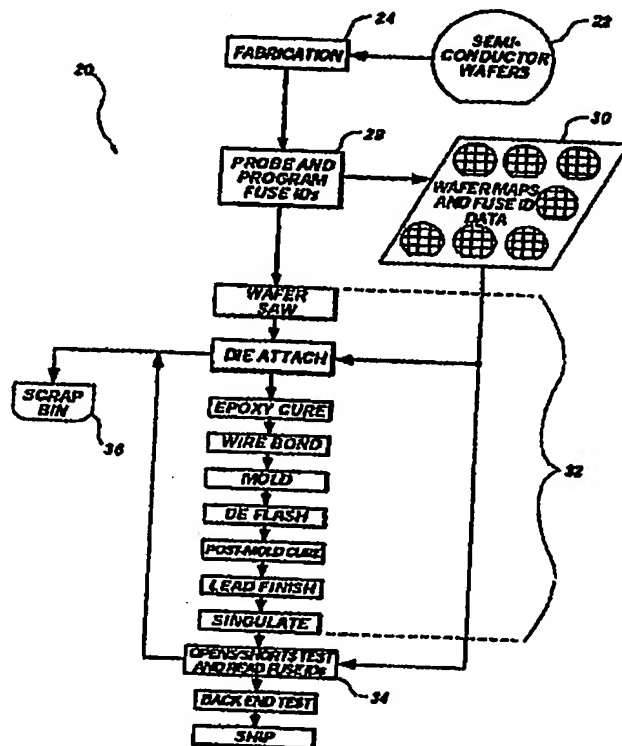 24
22
FABRICATION
SEMI-
CONDUCTOR
WAFERS
20
28
30
PROBE AND
PROGRAM
FUSE IDs
WAFER MAPS
AND FUSE ID
DATA
WAFER
SAW
DIE ATTACH
SCRAP
BIN
36
EPOXY CURE
WIRE BOND
MOLD
DE FLASH
POST-MOLD CURE
LEAD FINISH
SINGULATE
32
OPENS/SHORTS TEST
AND READ FUSE IDs
34
BACK END TEST
SHIP